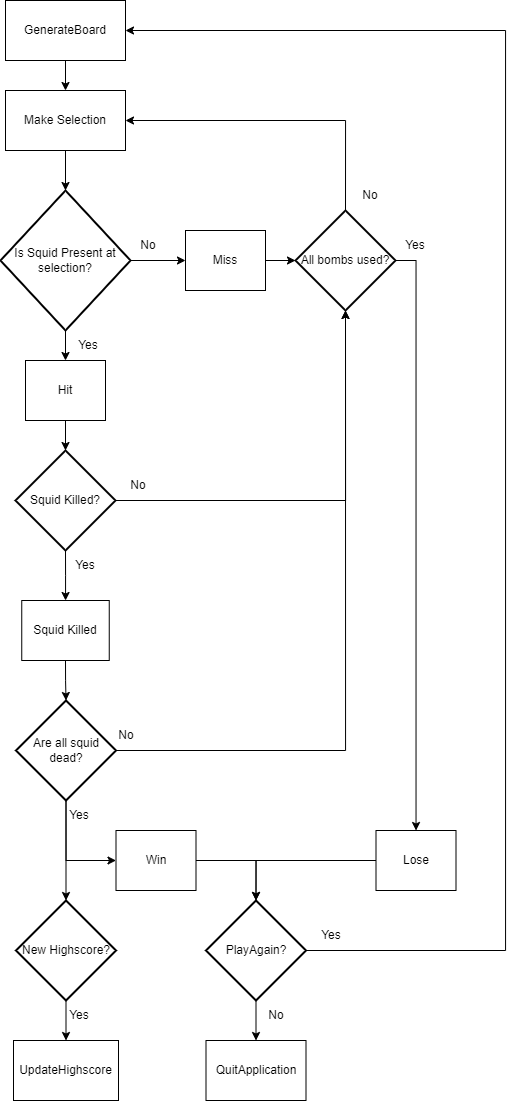 GenerateBoard
Make Selection
No
Is Squid Present at
selection?
No
Miss
All bombs used?
Yes
Yes
Hit
Squid Killed?
No
Yes
Squid Killed
Are all squid
dead?
No
Yes
Win
Lose
New Highscore?
PlayAgain?
Yes
Yes
No
UpdateHighscore
QuitApplication